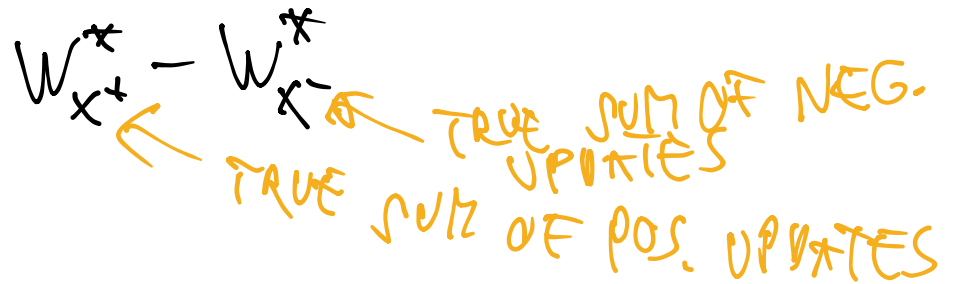 W*ₓ₊ − W*ₓ₋
TRUE SUM OF NEG.
UPDATES
TRUE SUM OF POS. UPDATES